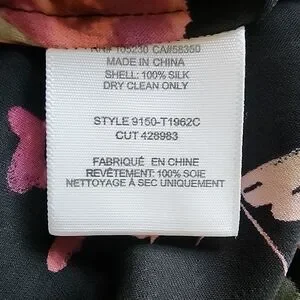 RN# 105230 CA#58350
MADE IN CHINA
SHELL: 100% SILK
DRY CLEAN ONLY
STYLE 9150-T1962C
CUT 428983
FABRIQUÉ EN CHINE
REVÊTEMENT: 100% SOIE
NETTOYAGE À SEC UNIQUEMENT